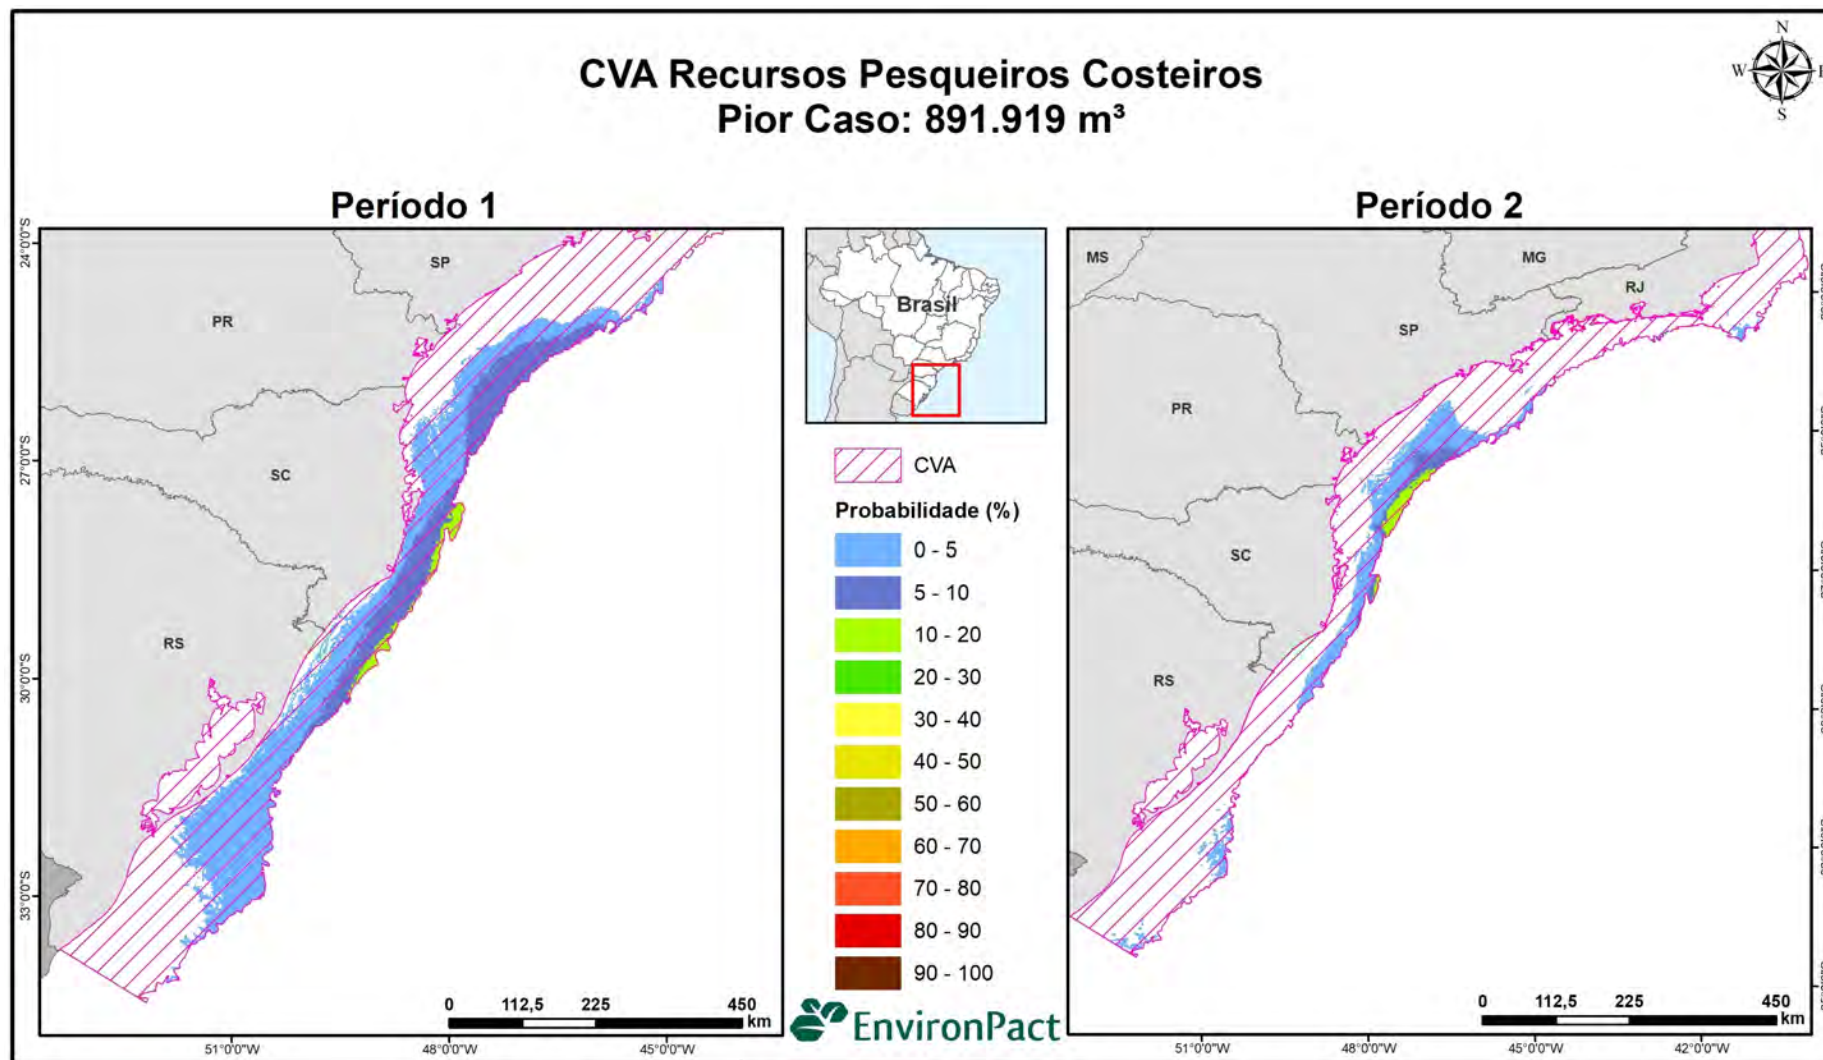 CVA Recursos Pesqueiros Costeiros
Pior Caso: 891.919 m³
N
W
S
Período 1
Período 2
24°0'0"S
27°0'0"S
30°0'0"S
33°0'0"S
SP
PR
SC
RS
0
112,5
225
450
km
51°0'0"W
48°0'0"W
45°0'0"W
Brasil
CVA
Probabilidade (%)
0 - 5
5 - 10
10 - 20
20 - 30
30 - 40
40 - 50
50 - 60
60 - 70
70 - 80
80 - 90
90 - 100
EnvironPact
MS
MG
RJ
SP
PR
SC
RS
0
112,5
225
450
km
51°0'0"W
48°0'0"W
45°0'0"W
42°0'0"W